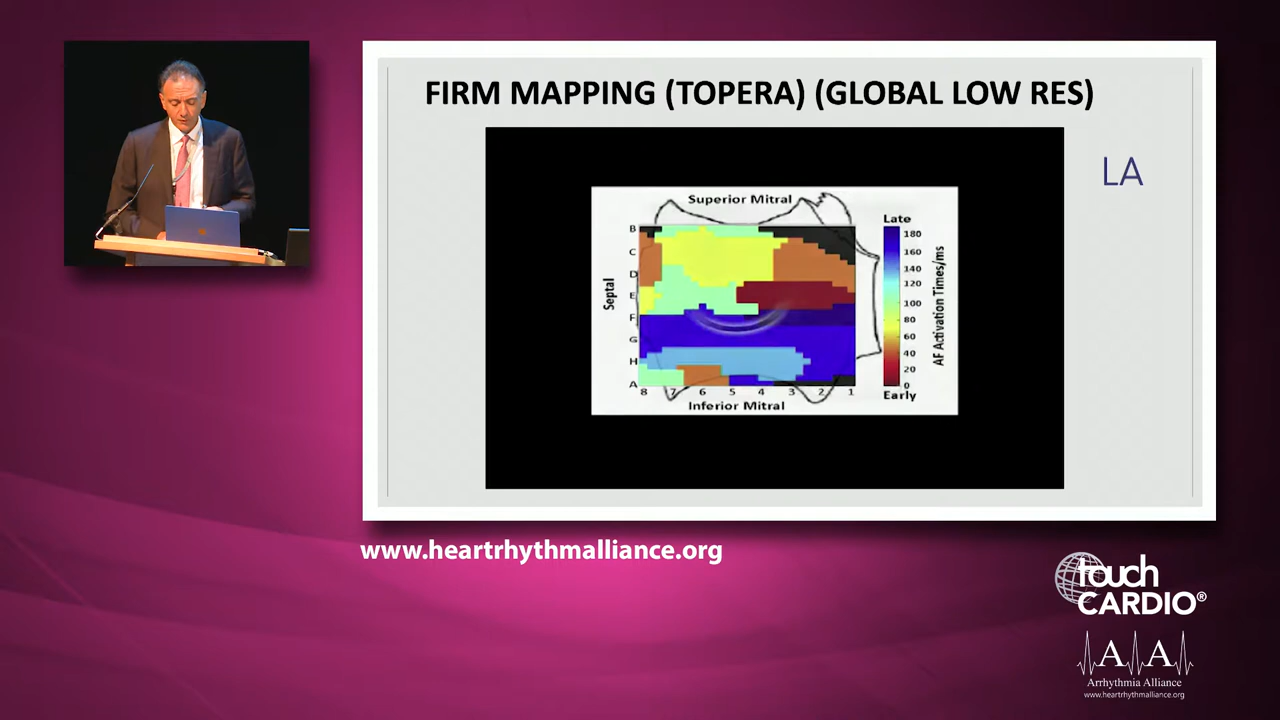 FIRM MAPPING (TOPERA) (GLOBAL LOW RES)
LA
Superior Mitral
Late
B
C
D
E
F
G
H
A
Septal
180
160
140
120
100
80
60
40
20
0
AF Activation Times/ms
8 7 6 5 4 3 2 1
Early
Inferior Mitral
www.heartrhythmalliance.org
touch
CARDIO®
A A
Arrhythmia Alliance
www.heartrhythmalliance.org